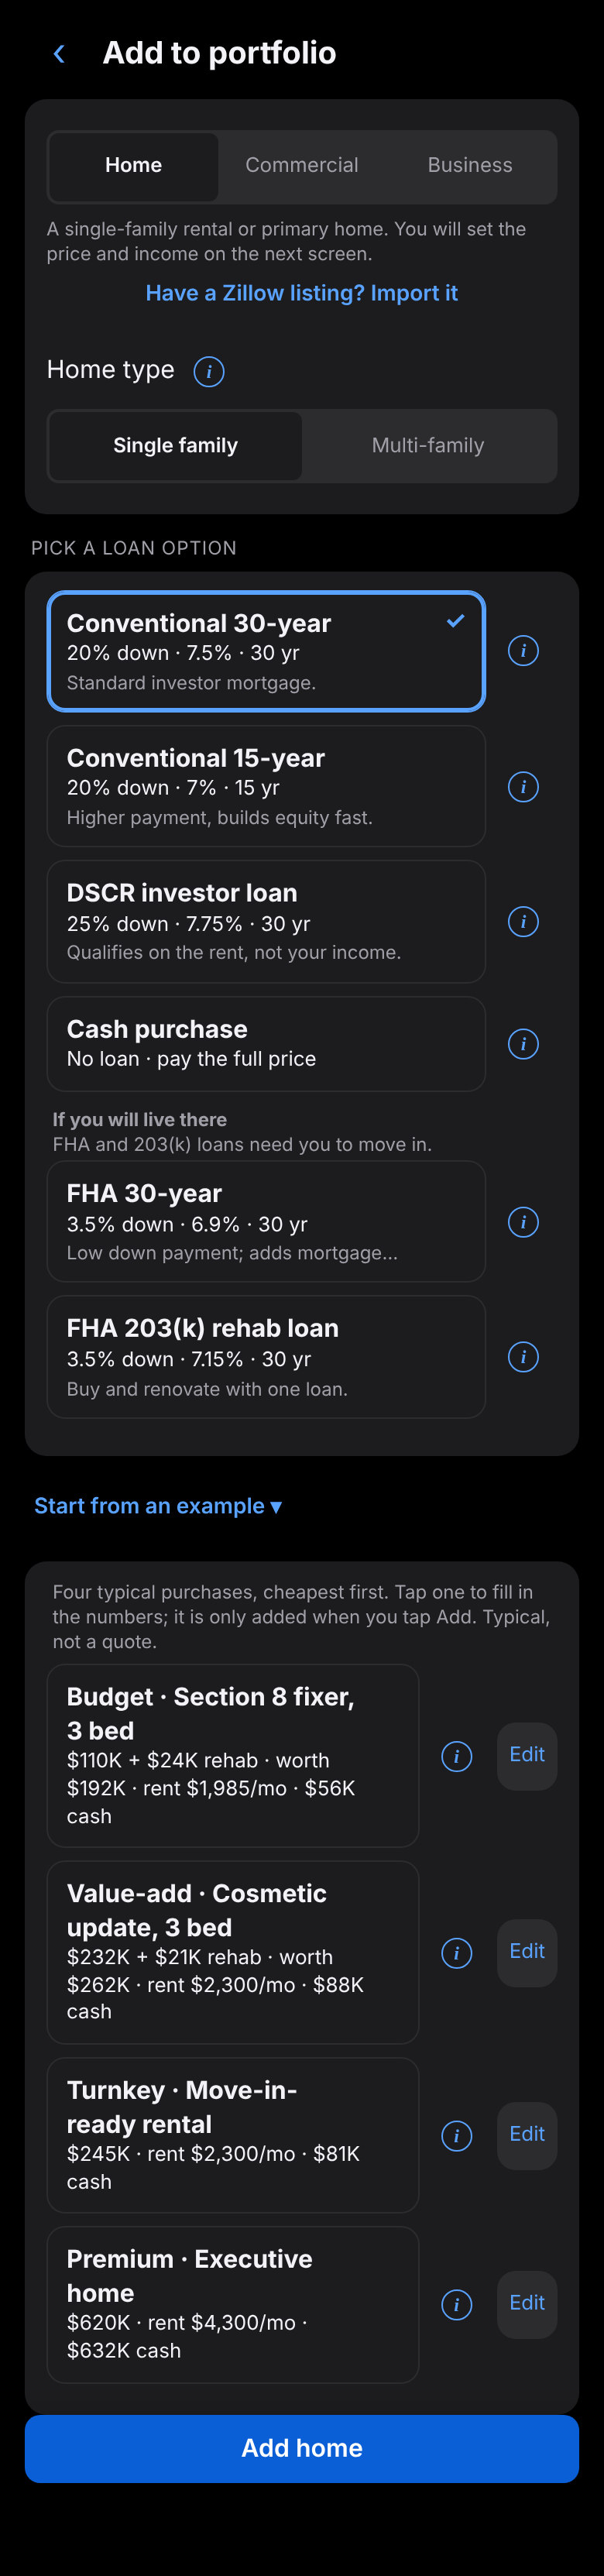 Add to portfolio
Home
Commercial
Business
A single-family rental or primary home. You will set the
price and income on the next screen.
Have a Zillow listing? Import it
Home type
i
Single family
Multi-family
PICK A LOAN OPTION
Conventional 30-year
20% down · 7.5% · 30 yr
Standard investor mortgage.
i
Conventional 15-year
20% down · 7% · 15 yr
Higher payment, builds equity fast.
i
DSCR investor loan
25% down · 7.75% · 30 yr
Qualifies on the rent, not your income.
i
Cash purchase
No loan · pay the full price
i
If you will live there
FHA and 203(k) loans need you to move in.
FHA 30-year
3.5% down · 6.9% · 30 yr
Low down payment; adds mortgage...
i
FHA 203(k) rehab loan
3.5% down · 7.15% · 30 yr
Buy and renovate with one loan.
i
Start from an example ▾
Four typical purchases, cheapest first. Tap one to fill in
the numbers; it is only added when you tap Add. Typical,
not a quote.
Budget · Section 8 fixer,
3 bed
$110K + $24K rehab · worth
$192K · rent $1,985/mo · $56K
cash
i
Edit
Value-add · Cosmetic
update, 3 bed
$232K + $21K rehab · worth
$262K · rent $2,300/mo · $88K
cash
i
Edit
Turnkey · Move-in-
ready rental
$245K · rent $2,300/mo · $81K
cash
i
Edit
Premium · Executive
home
$620K · rent $4,300/mo ·
$632K cash
i
Edit
Add home